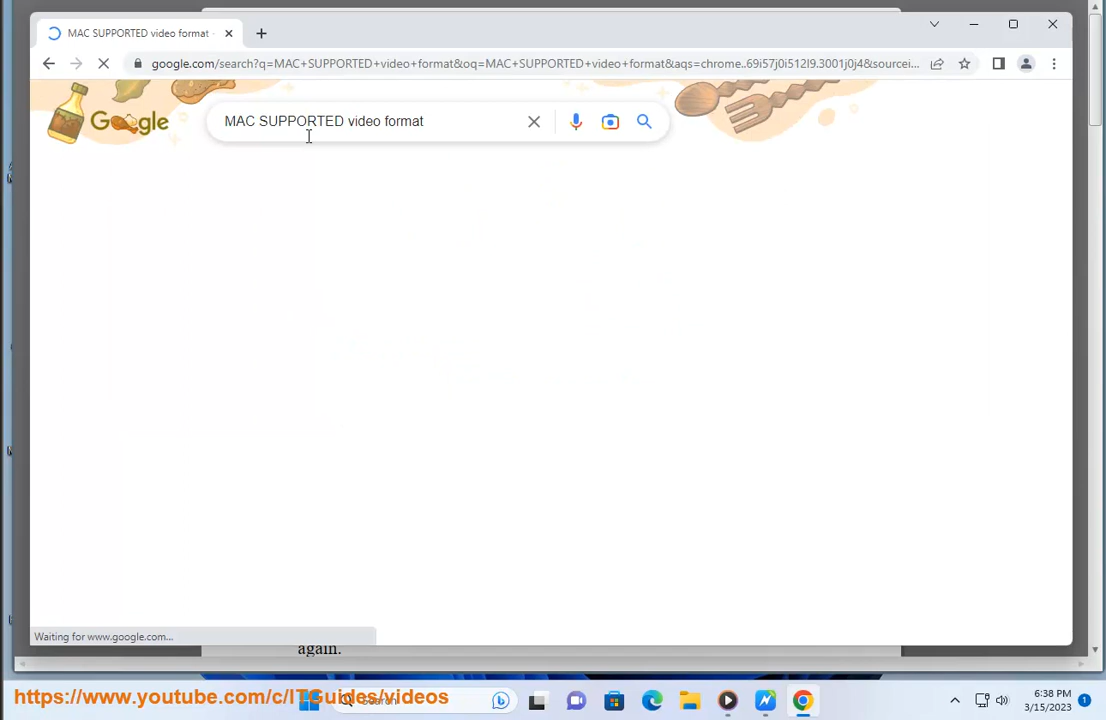 MAC SUPPORTED video format -
google.com/search?q=MAC+SUPPORTED+video+format&oq=MAC+SUPPORTED+video+format&aqs=chrome..69i57j0i512l9.3001j0j4&sourcei...
Google
MAC SUPPORTED video format
Waiting for www.google.com...
again.
https://www.youtube.com/c/ITGuides/videos
Search
6:38 PM
3/15/2023
1